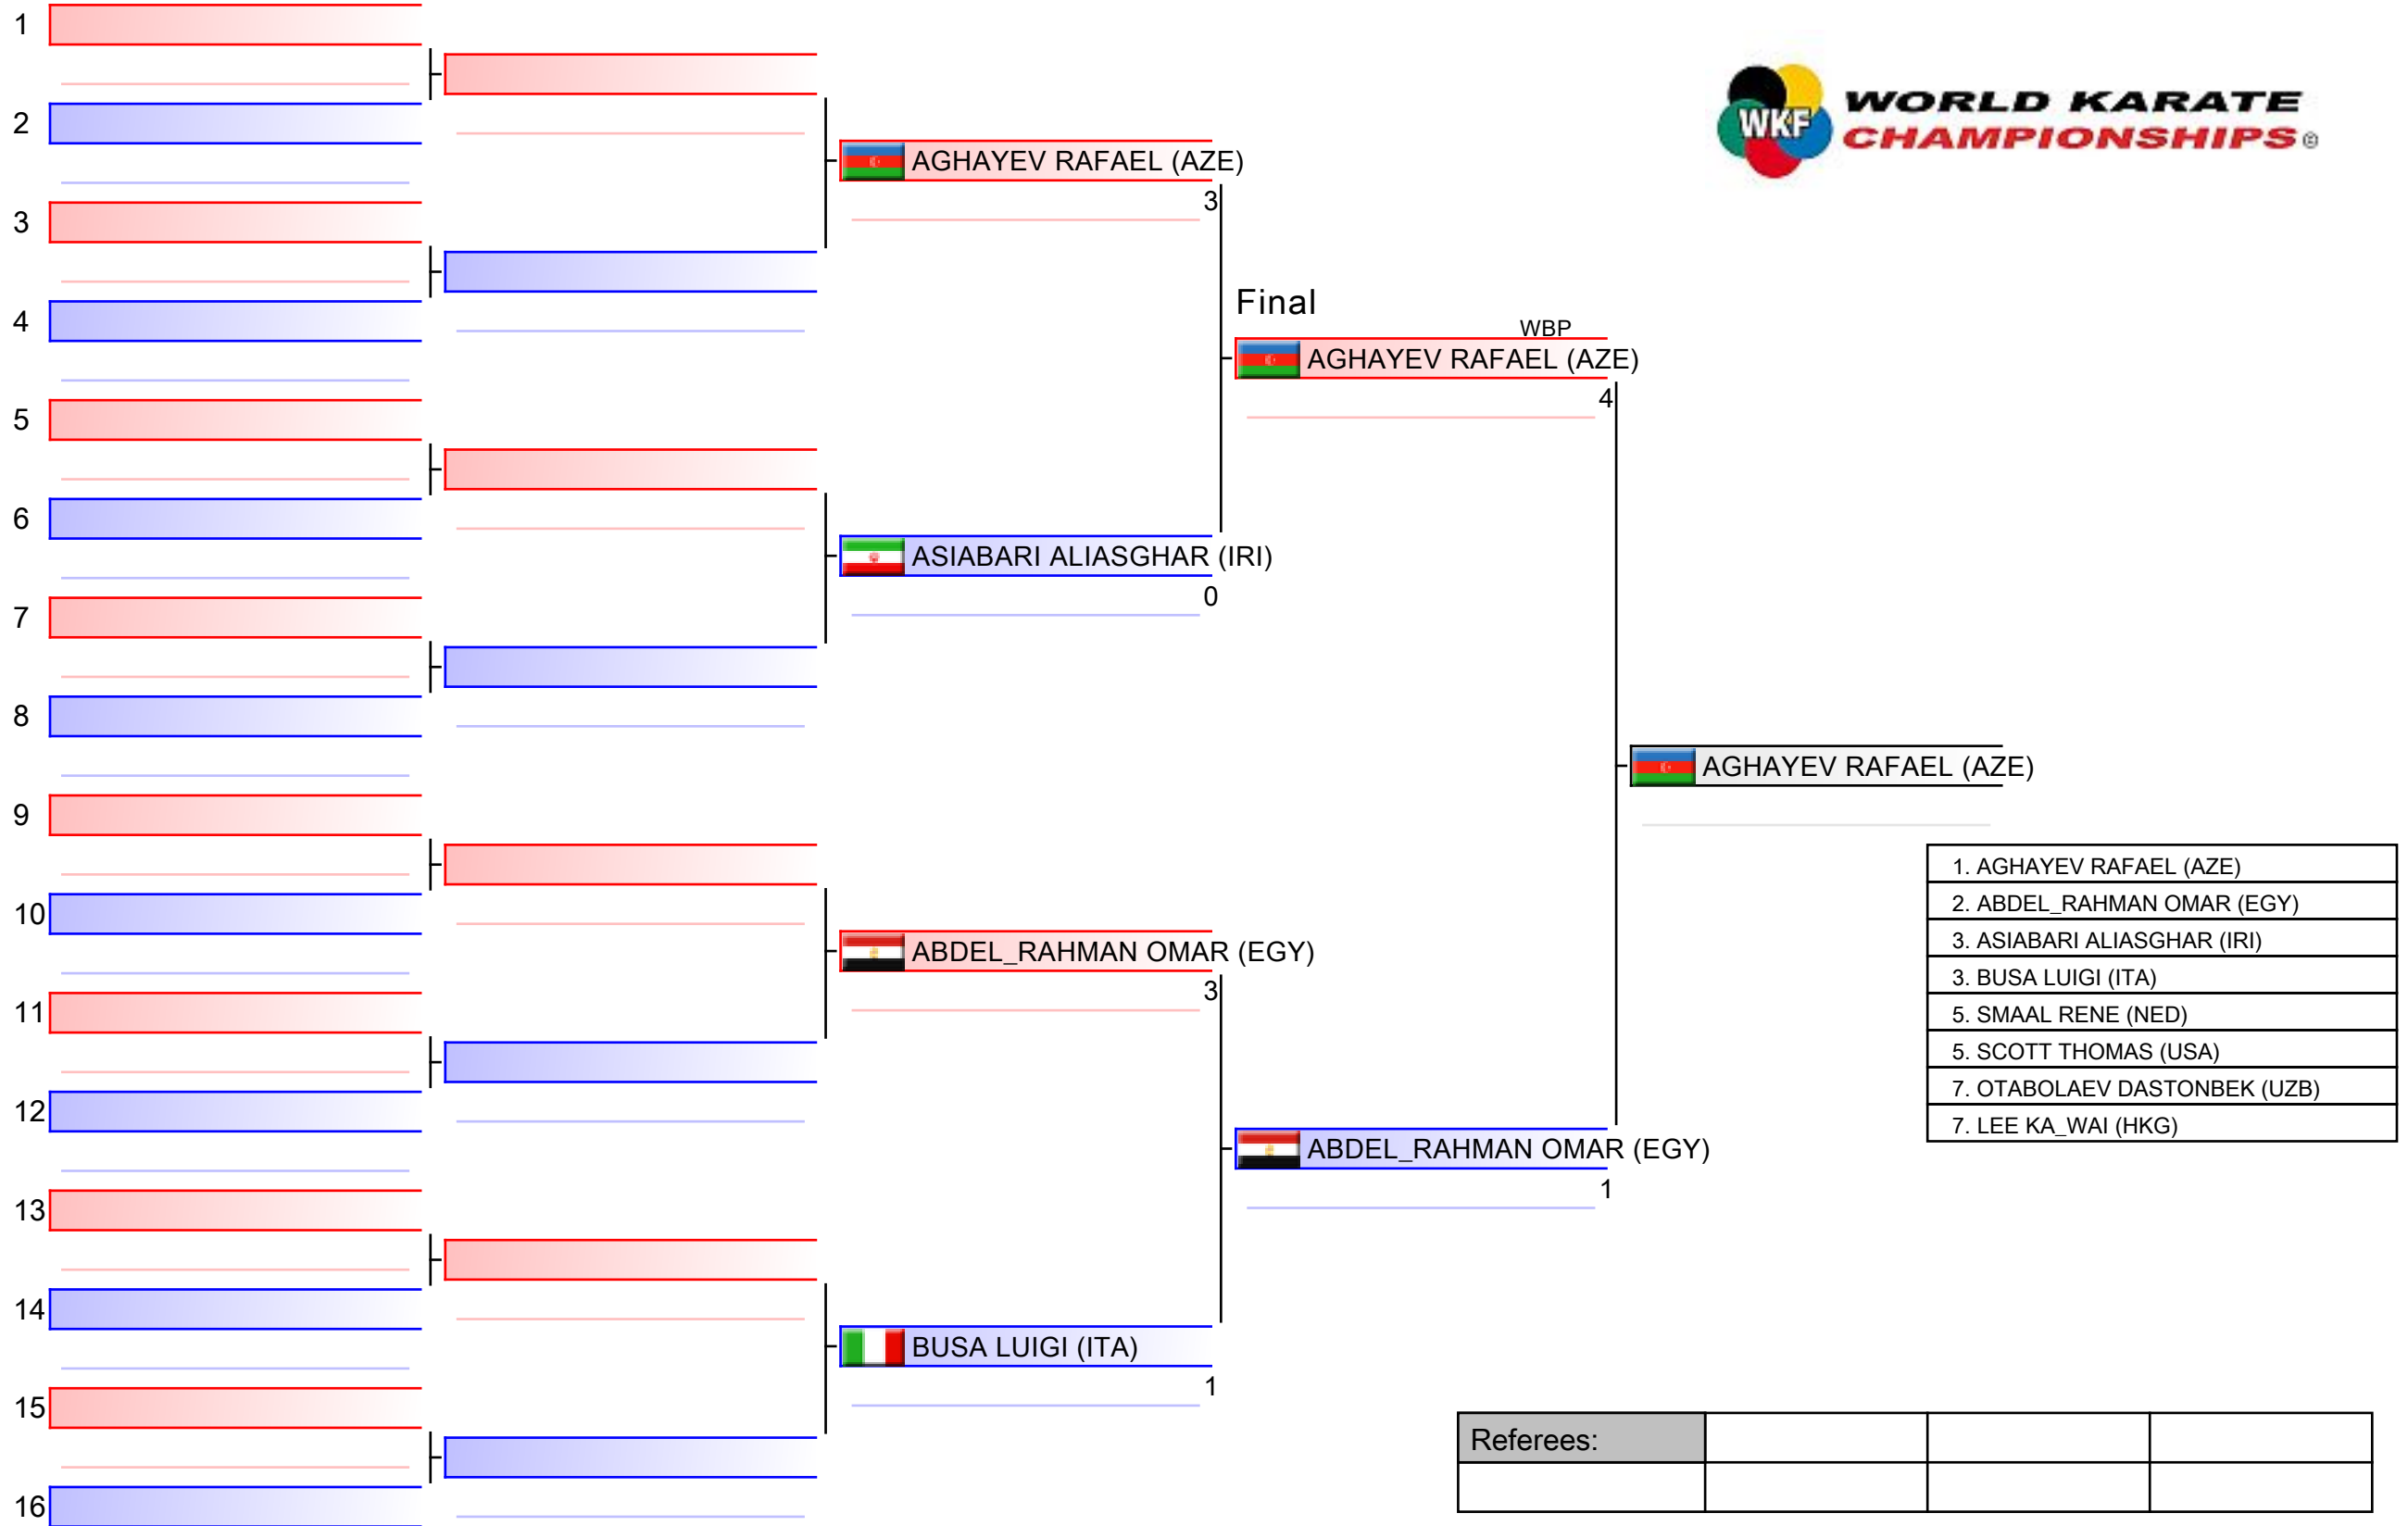 WKF
WORLD KARATE
CHAMPIONSHIPS©
1
2
AGHAYEV RAFAEL (AZE)
3
3
4
Final
WBP
AGHAYEV RAFAEL (AZE)
4
5
6
ASIABARI ALIASGHAR (IRI)
0
7
8
AGHAYEV RAFAEL (AZE)
9
10
ABDEL_RAHMAN OMAR (EGY)
3
11
12
ABDEL_RAHMAN OMAR (EGY)
1
13
14
BUSA LUIGI (ITA)
1
15
16
1. AGHAYEV RAFAEL (AZE)
2. ABDEL_RAHMAN OMAR (EGY)
3. ASIABARI ALIASGHAR (IRI)
3. BUSA LUIGI (ITA)
5. SMAAL RENE (NED)
5. SCOTT THOMAS (USA)
7. OTABOLAEV DASTONBEK (UZB)
7. LEE KA_WAI (HKG)
Referees: